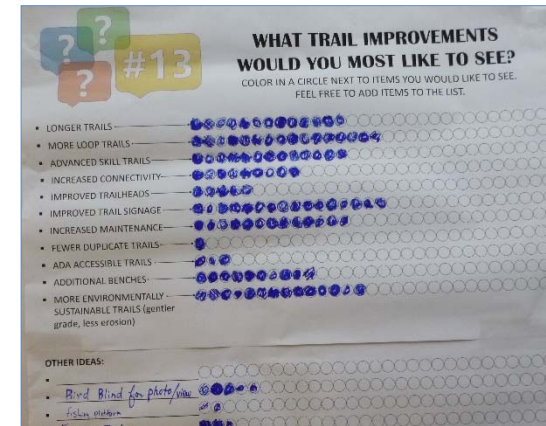 ? ? ?
#13
WHAT TRAIL IMPROVEMENTS
WOULD YOU MOST LIKE TO SEE?
COLOR IN A CIRCLE NEXT TO ITEMS YOU WOULD LIKE TO SEE.
FEEL FREE TO ADD ITEMS TO THE LIST.
▪ LONGER TRAILS
▪ MORE LOOP TRAILS
▪ ADVANCED SKILL TRAILS
▪ INCREASED CONNECTIVITY
▪ IMPROVED TRAILHEADS
▪ IMPROVED TRAIL SIGNAGE
▪ INCREASED MAINTENANCE
▪ FEWER DUPLICATE TRAILS
▪ ADA ACCESSIBLE TRAILS
▪ ADDITIONAL BENCHES
▪ MORE ENVIRONMENTALLY
SUSTAINABLE TRAILS (gentler
grade, less erosion)
OTHER IDEAS:
▪ Bird Blind for photo/view
▪ fishing platform